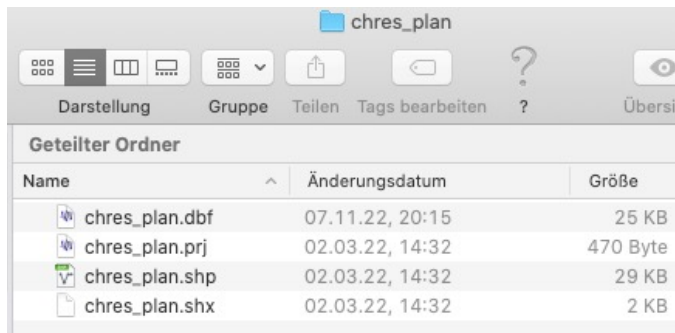 chres_plan
Darstellung Gruppe Teilen Tags bearbeiten ? Übersi
Geteilter Ordner
Name Änderungsdatum Größe
chres_plan.dbf 07.11.22, 20:15 25 KB
chres_plan.prj 02.03.22, 14:32 470 Byte
chres_plan.shp 02.03.22, 14:32 29 KB
chres_plan.shx 02.03.22, 14:32 2 KB